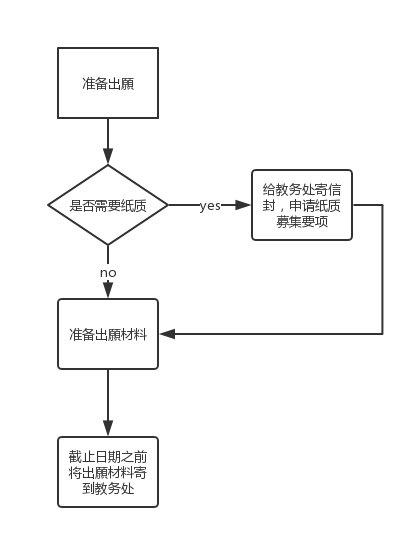 准备出願
是否需要纸质
yes
给教务处寄信
封，申请纸质
募集要项
no
准备出願材料
截止日期之前
将出願材料寄
到教务处